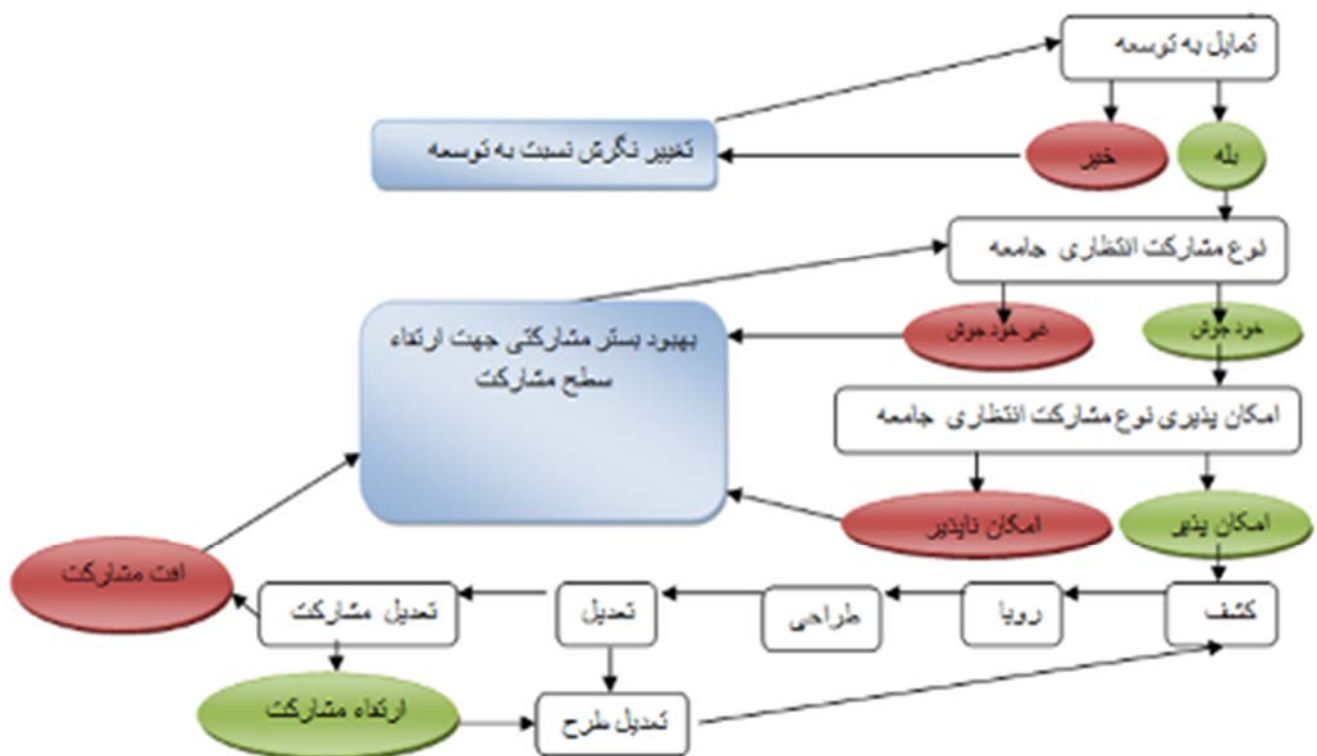 تمایل به توسعه
تغییر نگرش نسبت به توسعه
خیر
بله
نوع مشارکت انتظاری جامعه
غیر خود جوش
خود جوش
بهبود بستر مشارکتی جهت ارتقاء
سطح مشارکت
امکان پذیری نوع مشارکت انتظاری جامعه
امکان ناپذیر
امکان پذیر
کشف
رویا
طراحی
تعدیل
تعدیل مشارکت
افت مشارکت
ارتقاء مشارکت
تعدیل طرح